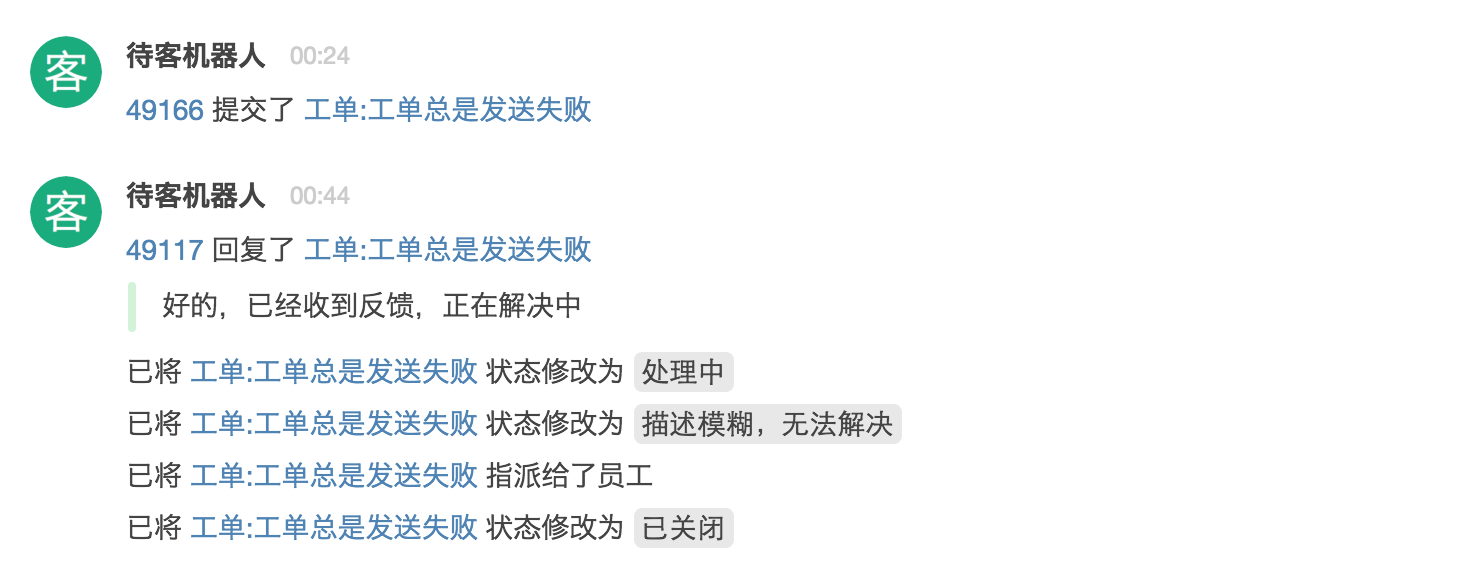 客
待客机器人 00:24
49166 提交了 工单:工单总是发送失败
客
待客机器人 00:44
49117 回复了 工单:工单总是发送失败
好的，已经收到反馈，正在解决中
已将 工单:工单总是发送失败 状态修改为 处理中
已将 工单:工单总是发送失败 状态修改为 描述模糊，无法解决
已将 工单:工单总是发送失败 指派给了员工
已将 工单:工单总是发送失败 状态修改为 已关闭